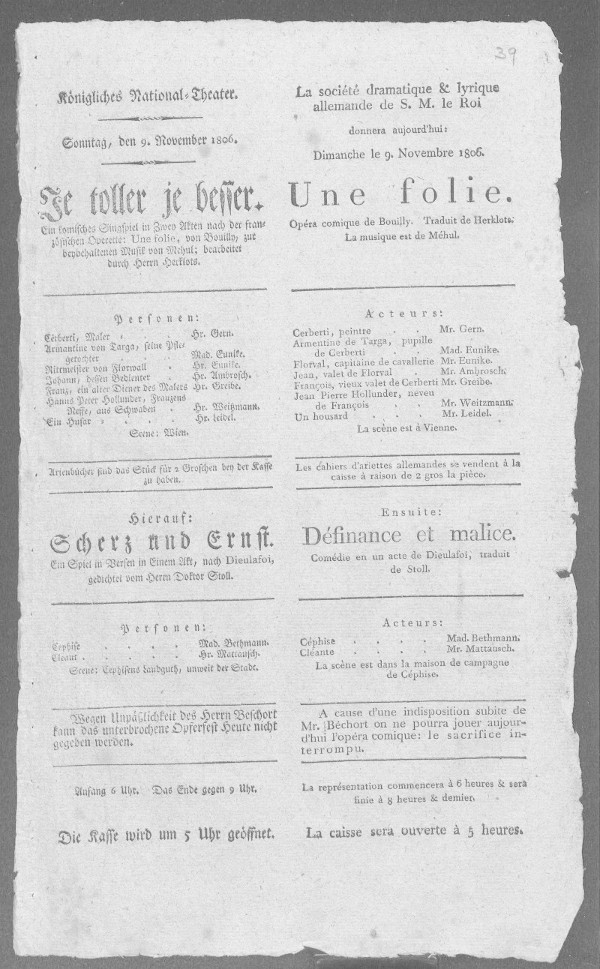 39
Königliches National-Theater.
Sonntag, den 9. November 1806.
Je toller je besser.
Ein komisches Singspiel in Zwey Akten nach der fran-
zösischen Operette: Une folie, von Bouilly, zur
beybehaltenen Musik von Mehul; bearbeitet
durch Herrn Herklots.
Personen:
Cerberti, Maler . . . Hr. Gern.
Armantine von Targa, seine Pfle-
getochter . . . Mad. Eunike.
Rittmeister von Florwall . Hr. Eunike.
Johann, dessen Bedienter . Hr. Ambrosch.
Franz, ein alter Diener des Malers Hr. Greibe.
Hanns Peter Hollunder, Franzens
Neffe, aus Schwaben . Hr. Weitzmann.
Ein Husar . . . Hr. Leidel.
Scene: Wien.
Arienbücher sind das Stück für 2 Groschen bey der Kasse
zu haben.
Hierauf:
Scherz und Ernst.
Ein Spiel in Versen in Einem Akt, nach Dieulafoi,
gedichtet vom Herrn Doktor Stoll.
Personen:
Cephise . . . . Mad. Bethmann.
Cleant . . . . Hr. Mattausch.
Scene: Cephisens Landguth, unweit der Stadt.
Wegen Unpäßlichkeit des Herrn Beschort
kann das unterbrochne Opferfest Heute nicht
gegeben werden.
Anfang 6 Uhr. Das Ende gegen 9 Uhr.
Die Kasse wird um 5 Uhr geöffnet.
La société dramatique & lyrique
allemande de S. M. le Roi
donnera aujourd'hui:
Dimanche le 9. Novembre 1806.
Une folie.
Opéra comique de Bouilly. Traduit de Herklots.
La musique est de Méhul.
Acteurs:
Cerberti, peintre . . Mr. Gern.
Armentine de Targa, pupille
de Cerberti . . Mad. Eunike.
Florval, capitaine de cavallerie Mr. Eunike.
Jean, valet de Florval . Mr. Ambrosch.
François, vieux valet de Cerberti Mr. Greibe.
Jean Pierre Hollunder, neveu
de François . . Mr. Weitzmann.
Un housard . . . Mr. Leidel.
La scène est à Vienne.
Les cahiers d'ariettes allemandes se vendent à la
caisse à raison de 2 gros la pièce.
Ensuite:
Définance et malice.
Comédie en un acte de Dieulafoi, traduit
de Stoll.
Acteurs:
Céphise . . . . Mad. Bethmann.
Cléante . . . . Mr. Mattausch.
La scène est dans la maison de campagne
de Céphise.
A cause d'une indisposition subite de
Mr. Béchort on ne pourra jouer aujour-
d'hui l'opéra comique: le sacrifice in-
terrompu.
La représentation commencera à 6 heures & sera
finie à 8 heures & demier.
La caisse sera ouverte à 5 heures.